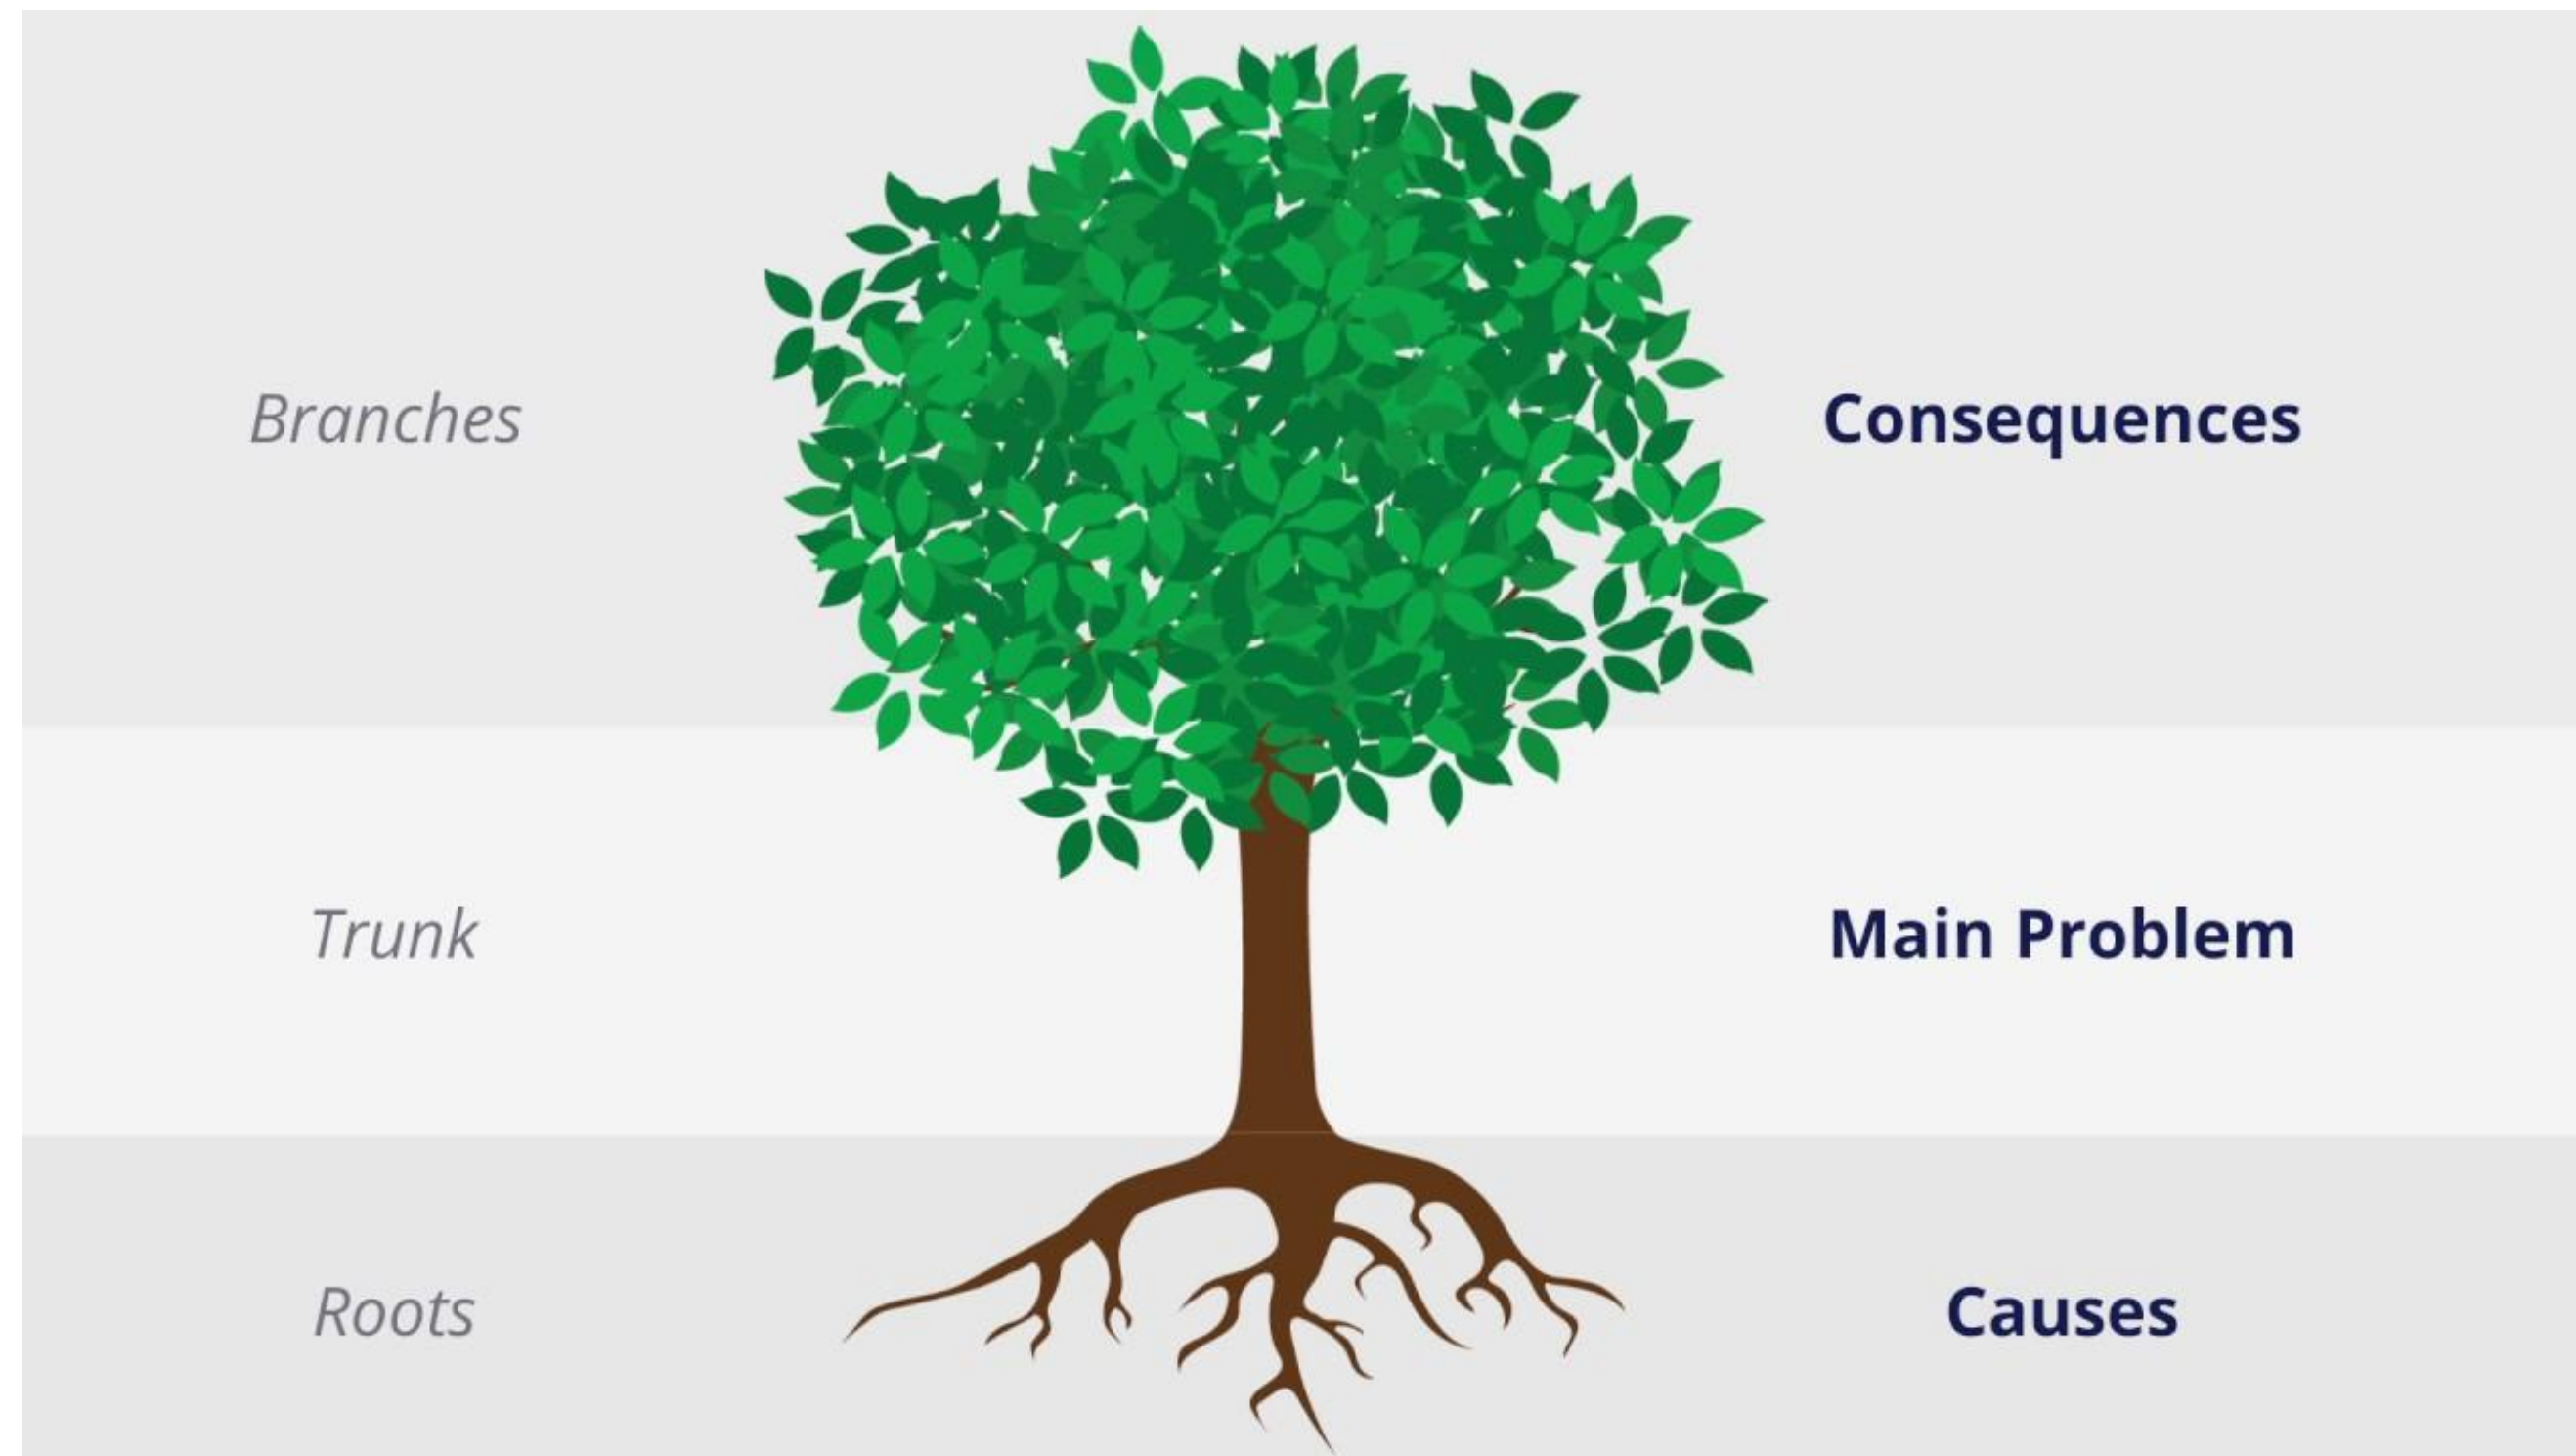 Branches
Consequences
Trunk
Main Problem
Roots
Causes